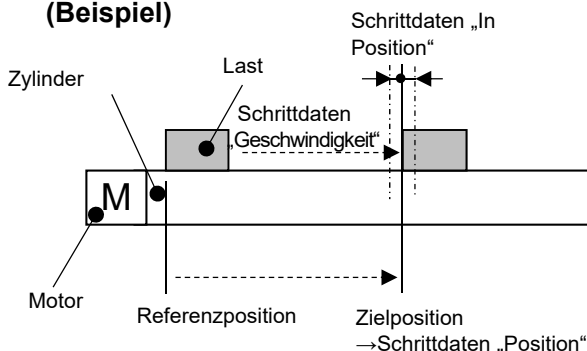 (Beispiel)
Schrittdaten „In
Position“
Last
Zylinder
Schrittdaten
„Geschwindigkeit“
M
Motor
Referenzposition
Zielposition
→Schrittdaten „Position“